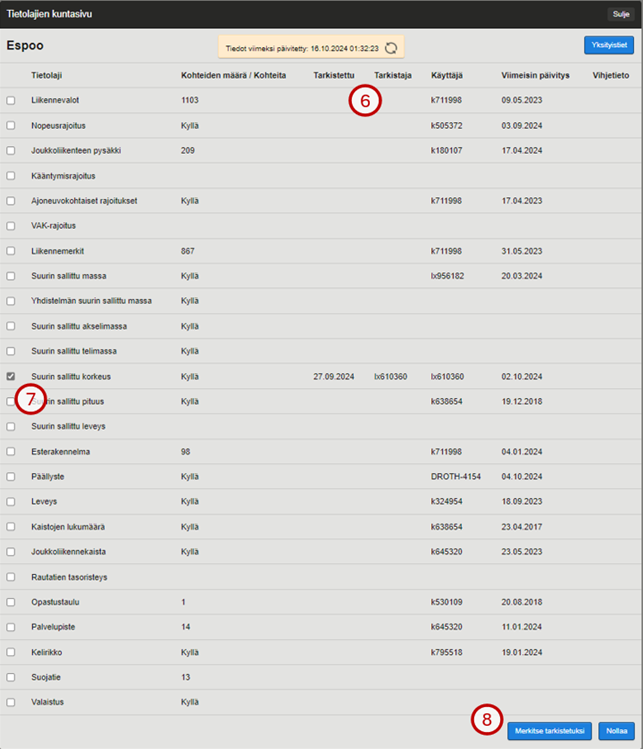 Tietolajien kuntasivu Sulje
Espoo Tiedot viimeksi päivitetty: 16.10.2024 01:32:23 Yksityistiet
Tietolaji Kohteiden määrä / Kohteita Tarkistettu Tarkistaja Käyttäjä Viimeisin päivitys Vihjetieto
Liikennevalot 1103 6 k711998 09.05.2023
Nopeusrajoitus Kyllä k505372 03.09.2024
Joukkoliikenteen pysäkki 209 k180107 17.04.2024
Kääntymisrajoitus
Ajoneuvokohtaiset rajoitukset Kyllä k711998 17.04.2023
VAK-rajoitus
Liikennemerkit 867 k711998 31.05.2023
Suurin sallittu massa Kyllä lx956182 20.03.2024
Yhdistelmän suurin sallittu massa Kyllä
Suurin sallittu akselimassa Kyllä
Suurin sallittu telimassa Kyllä
Suurin sallittu korkeus Kyllä 27.09.2024 lx610360 lx610360 02.10.2024
7 sallittu pituus Kyllä k638654 19.12.2018
Suurin sallittu leveys
Esterakennelma 98 k711998 04.01.2024
Päällyste Kyllä DROTH-4154 04.10.2024
Leveys Kyllä k324954 18.09.2023
Kaistojen lukumäärä Kyllä k638654 23.04.2017
Joukkoliikennekaista Kyllä k645320 23.05.2023
Rautatien tasoristeys
Opastustaulu 1 k530109 20.08.2018
Palvelupiste 14 k645320 11.01.2024
Kelirikko Kyllä k795518 19.01.2024
Suojatie 13
Valaistus Kyllä
8 Merkitse tarkistetuksi Nollaa